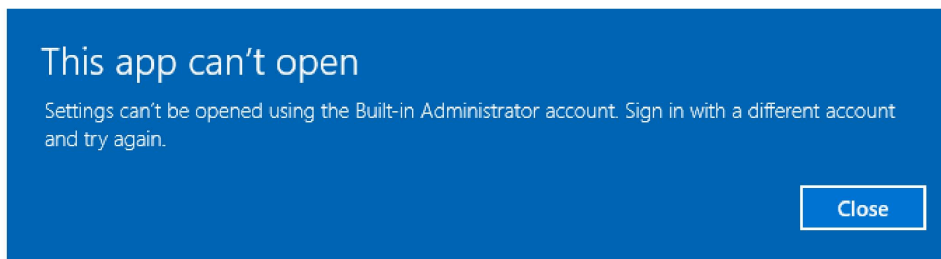 This app can't open
Settings can't be opened using the Built-in Administrator account. Sign in with a different account
and try again.
Close